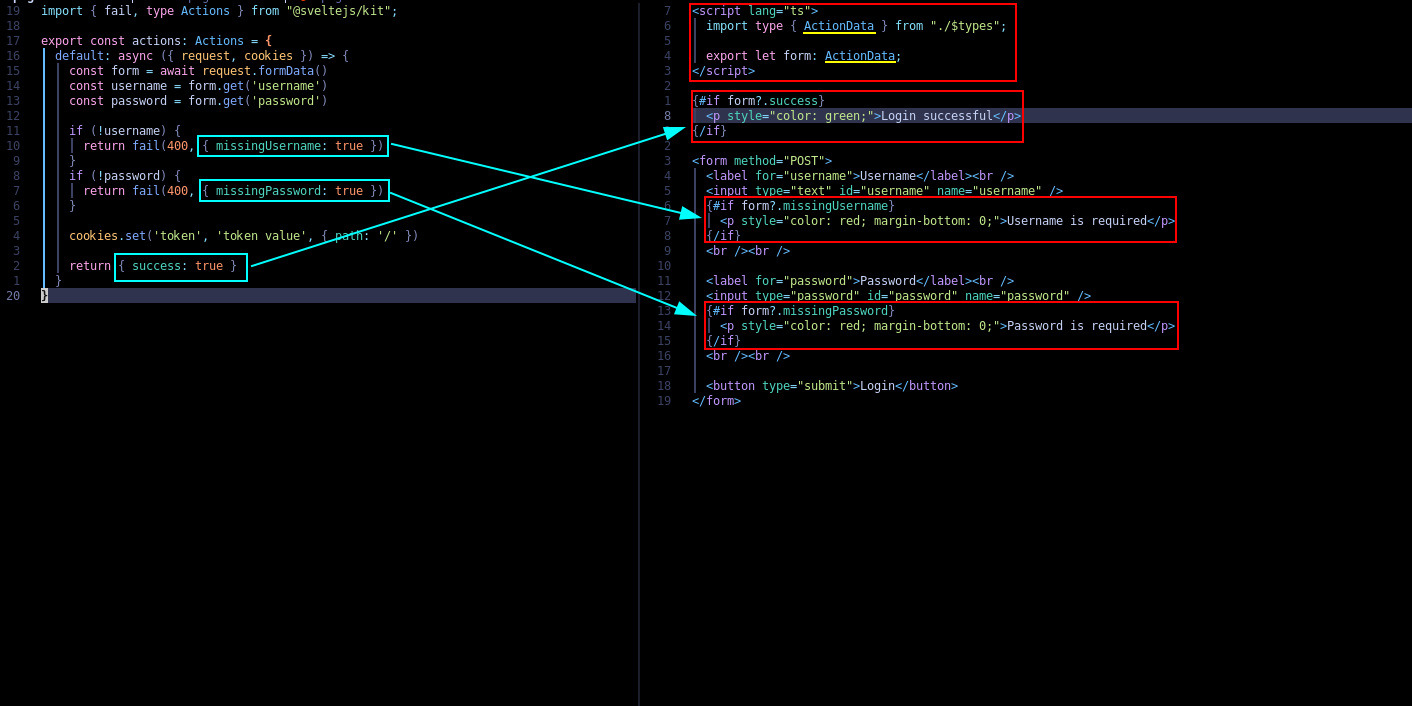 19 import { fail, type Actions } from "@sveltejs/kit";
18
17 export const actions: Actions = {
16 default: async ({ request, cookies }) => {
15 const form = await request.formData()
14 const username = form.get('username')
13 const password = form.get('password')
12
11 if (!username) {
10 return fail(400, { missingUsername: true })
9 }
8 if (!password) {
7 return fail(400, { missingPassword: true })
6 }
5
4 cookies.set('token', 'token value', { path: '/' })
3
2 return { success: true }
1 }
20 }
7 <script lang="ts">
6 import type { ActionData } from "./$types";
5
4 export let form: ActionData;
3 </script>
2
1 {#if form?.success}
8 <p style="color: green;">Login successful</p>
{/if}
2
3 <form method="POST">
4 <label for="username">Username</label><br />
5 <input type="text" id="username" name="username" />
6 {#if form?.missingUsername}
7 <p style="color: red; margin-bottom: 0;">Username is required</p>
8 {/if}
9 <br /><br />
10
11 <label for="password">Password</label><br />
12 <input type="password" id="password" name="password" />
13 {#if form?.missingPassword}
14 <p style="color: red; margin-bottom: 0;">Password is required</p>
15 {/if}
16 <br /><br />
17
18 <button type="submit">Login</button>
19 </form>